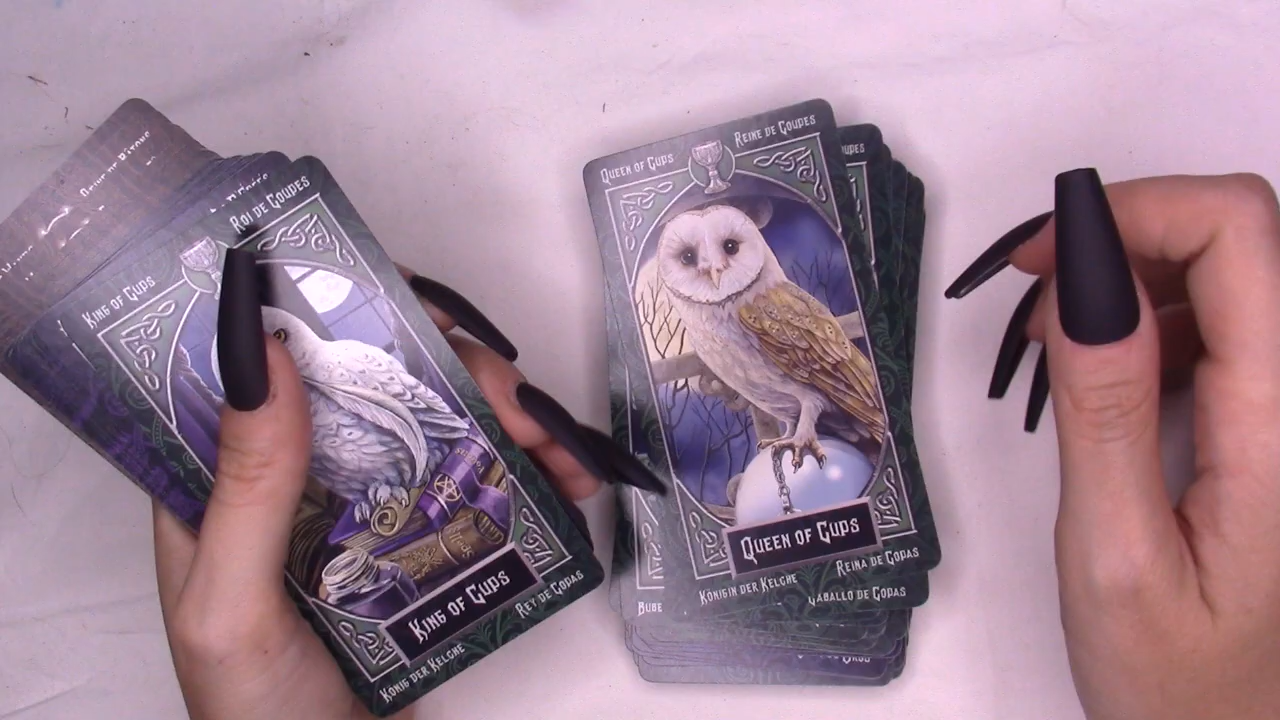 Roi de Coupes
King of Cups
King of Cups
Rey de Copas
König der Kelche
Queen of Cups
Reine de Coupes
Queen of Cups
Reina de Copas
Königin der Kelche
Caballo de Copas
Bube